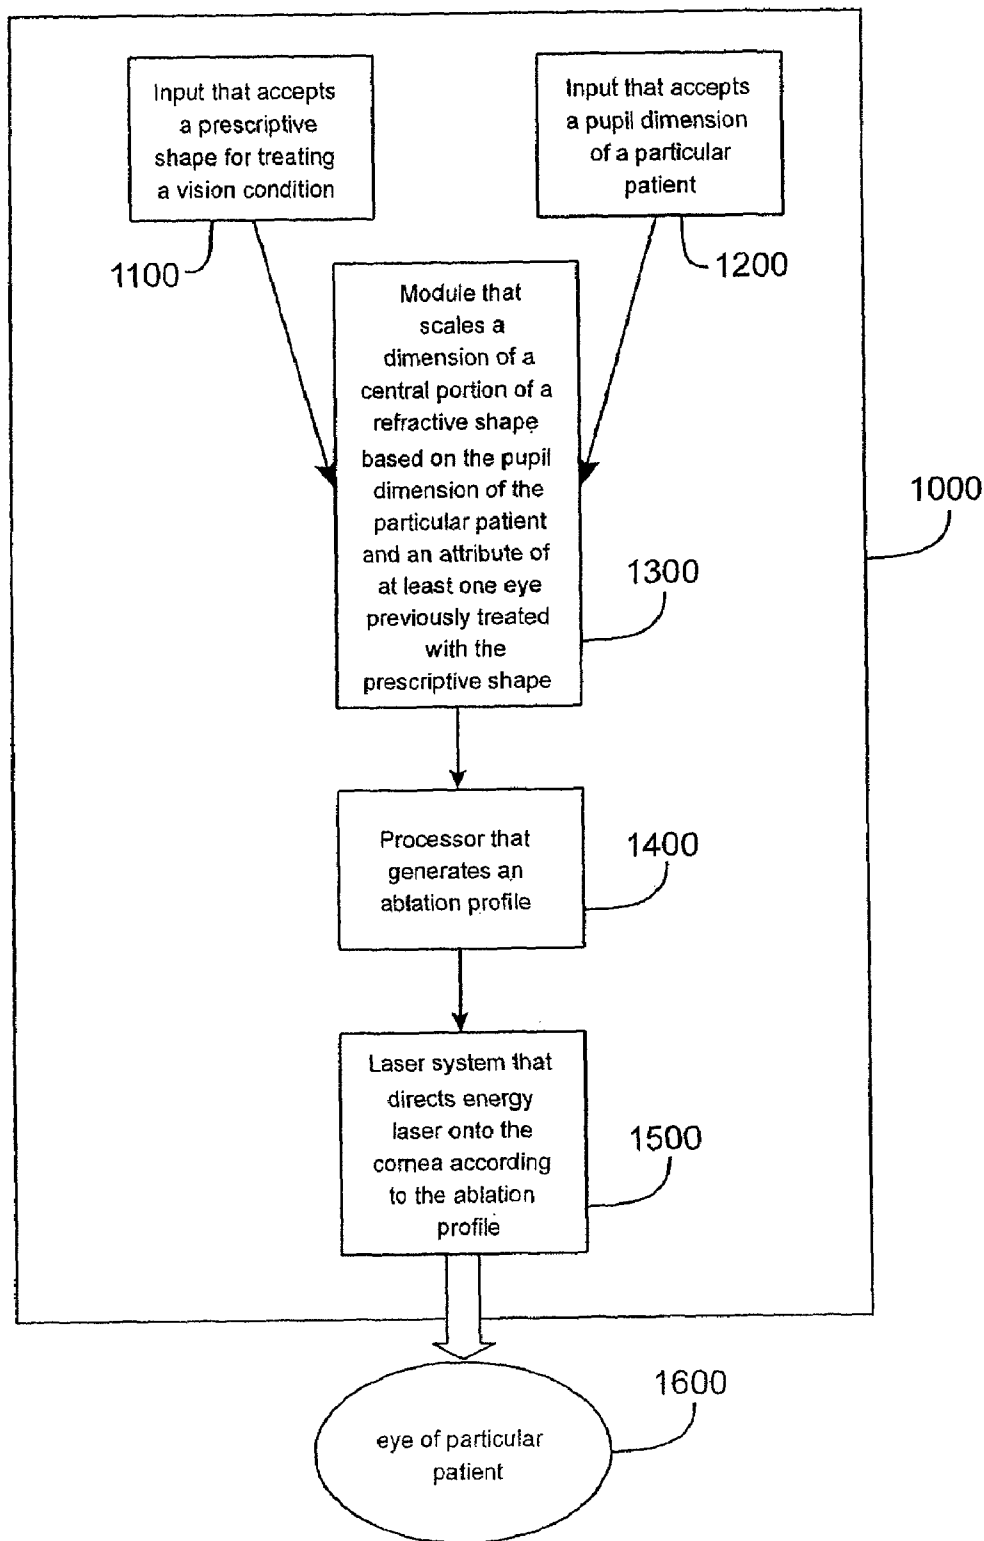 Input that accepts
a prescriptive
shape for treating
a vision condition
1100
Input that accepts
a pupil dimension
of a particular
patient
1200
Module that
scales a
dimension of a
central portion of a
refractive shape
based on the pupil
dimension of the
particular patient
and an attribute of
at least one eye
previously treated
with the
prescriptive shape
1300
1000
Processor that
generates an
ablation profile
1400
Laser system that
directs energy
laser onto the
cornea according
to the ablation
profile
1500
eye of particular
patient
1600